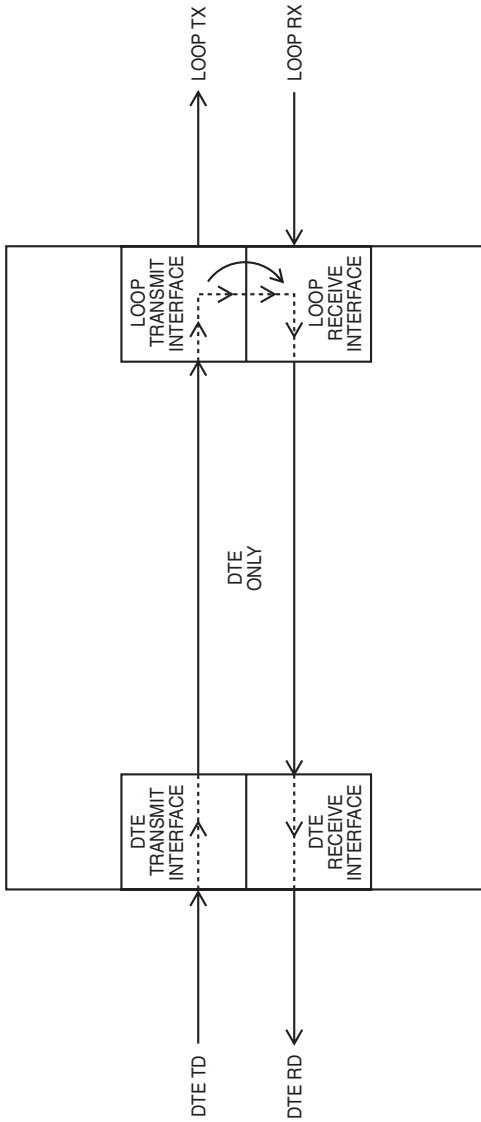 DTE TD
DTE RD
DTE
TRANSMIT
INTERFACE
DTE
RECEIVE
INTERFACE
DTE
ONLY
LOOP
TRANSMIT
INTERFACE
LOOP
RECEIVE
INTERFACE
LOOP TX
LOOP RX